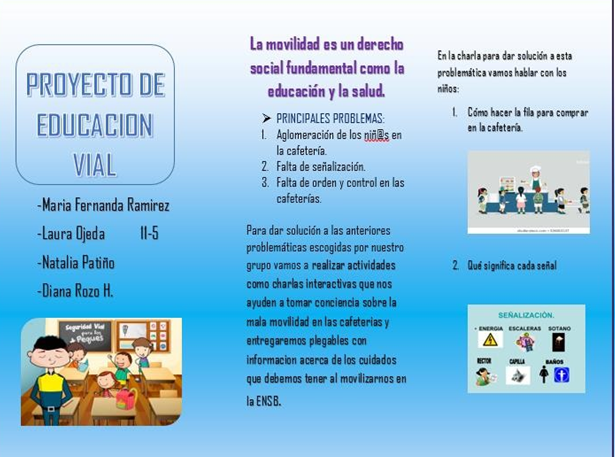 PROYECTO DE
EDUCACION
VIAL
-Maria Fernanda Ramirez
-Laura Ojeda 11-5
-Natalia Patiño
-Diana Rozo H.
Seguridad Vial
para los
Peques
La movilidad es un derecho
social fundamental como la
educación y la salud.
➢ PRINCIPALES PROBLEMAS:
1. Aglomeración de los niñ@s en
la cafetería.
2. Falta de señalización.
3. Falta de orden y control en las
cafeterías.
Para dar solución a las anteriores
problemáticas escogidas por nuestro
grupo vamos a realizar actividades
como charlas interactivas que nos
ayuden a tomar conciencia sobre la
mala movilidad en las cafeterias y
entregaremos plegables con
informacion acerca de los cuidados
que debemos tener al movilizarnos en
la ENSB.
En la charla para dar solución a esta
problemática vamos hablar con los
niños:
1. Cómo hacer la fila para comprar
en la cafetería.
2. Qué significa cada señal
SEÑALIZACIÓN.
• ENERGIA ESCALERAS SOTANO
RECTOR CAPILLA BAÑOS